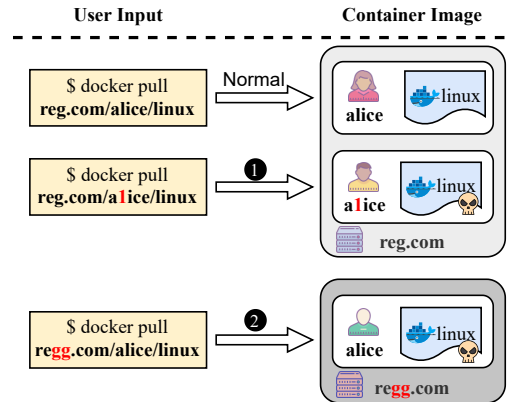 User Input
Container Image
$ docker pull
reg.com/alice/linux
Normal
alice
linux
$ docker pull
reg.com/a1ice/linux
1
a1ice
linux
reg.com
$ docker pull
regg.com/alice/linux
2
alice
linux
regg.com